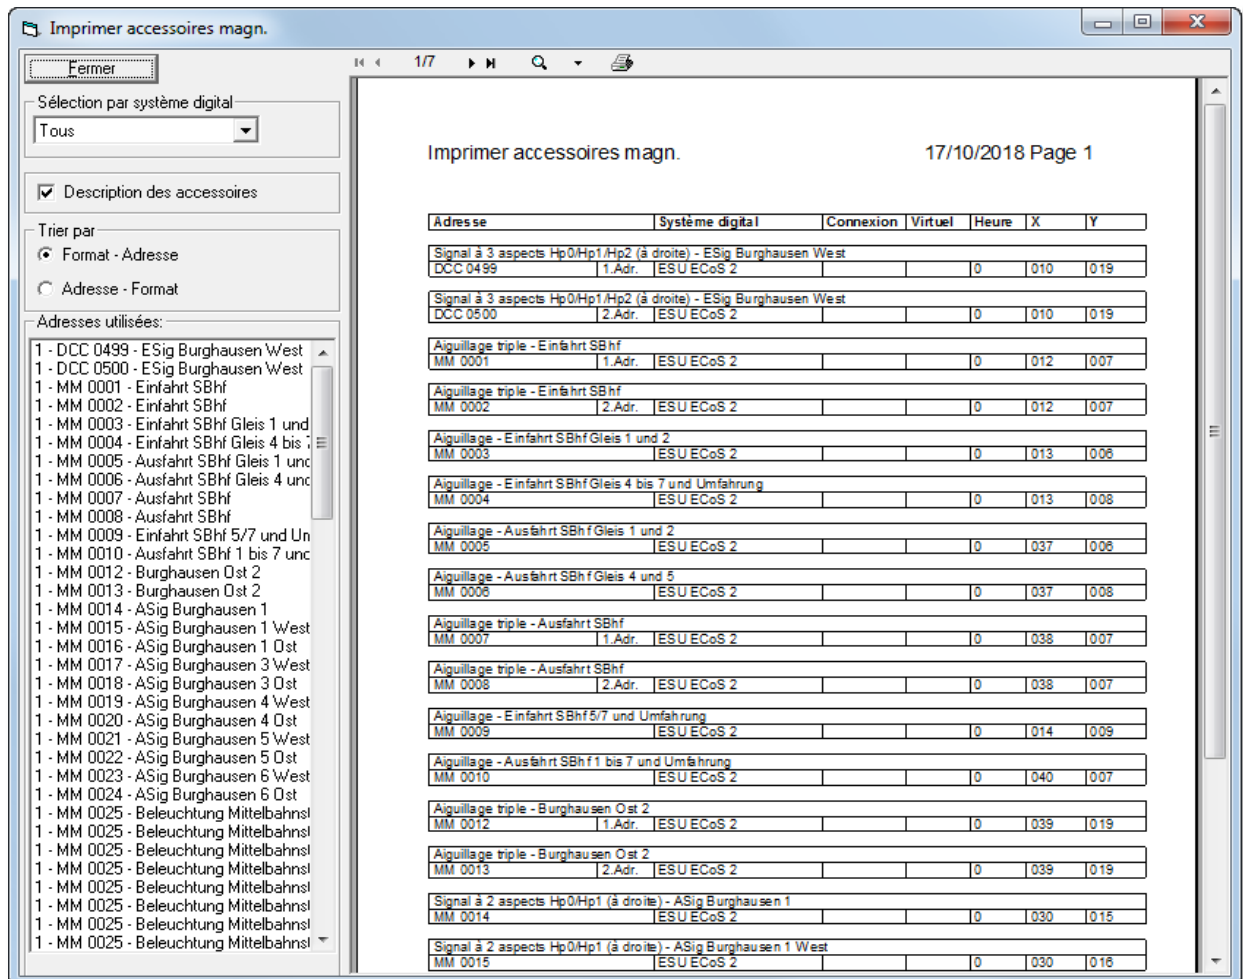 Imprimer accessoires magn.
Fermer
1/7
Sélection par système digital
Tous
Description des accessoires
Trier par
Format - Adresse
Adresse - Format
Adresses utilisées:
1 - DCC 0499 - ESig Burghausen West
1 - DCC 0500 - ESig Burghausen West
1 - MM 0001 - Einfahrt SBhf
1 - MM 0002 - Einfahrt SBhf
1 - MM 0003 - Einfahrt SBhf Gleis 1 und
1 - MM 0004 - Einfahrt SBhf Gleis 4 bis
1 - MM 0005 - Ausfahrt SBhf Gleis 1 unc
1 - MM 0006 - Ausfahrt SBhf Gleis 4 unc
1 - MM 0007 - Ausfahrt SBhf
1 - MM 0008 - Ausfahrt SBhf
1 - MM 0009 - Einfahrt SBhf 5/7 und Un
1 - MM 0010 - Ausfahrt SBhf 1 bis 7 unc
1 - MM 0012 - Burghausen Ost 2
1 - MM 0013 - Burghausen Ost 2
1 - MM 0014 - ASig Burghausen 1
1 - MM 0015 - ASig Burghausen 1 West
1 - MM 0016 - ASig Burghausen 1 Ost
1 - MM 0017 - ASig Burghausen 3 West
1 - MM 0018 - ASig Burghausen 3 Ost
1 - MM 0019 - ASig Burghausen 4 West
1 - MM 0020 - ASig Burghausen 4 Ost
1 - MM 0021 - ASig Burghausen 5 West
1 - MM 0022 - ASig Burghausen 5 Ost
1 - MM 0023 - ASig Burghausen 6 West
1 - MM 0024 - ASig Burghausen 6 Ost
1 - MM 0025 - Beleuchtung Mittelbahnsl
1 - MM 0025 - Beleuchtung Mittelbahnsl
1 - MM 0025 - Beleuchtung Mittelbahnsl
1 - MM 0025 - Beleuchtung Mittelbahnsl
1 - MM 0025 - Beleuchtung Mittelbahnsl
1 - MM 0025 - Beleuchtung Mittelbahnsl
1 - MM 0025 - Beleuchtung Mittelbahnsl
1 - MM 0025 - Beleuchtung Mittelbahnsl
Imprimer accessoires magn. 17/10/2018 Page 1
Adresse Système digital Connexion Virtuel Heure X Y
Signal à 3 aspects Hp0/Hp1/Hp2 (à droite) - ESig Burghausen West
DCC 0499 1.Adr. ESU ECoS 2 0 010 019
Signal à 3 aspects Hp0/Hp1/Hp2 (à droite) - ESig Burghausen West
DCC 0500 2.Adr. ESU ECoS 2 0 010 019
Aiguillage triple - Einfahrt SBhf
MM 0001 1.Adr. ESU ECoS 2 0 012 007
Aiguillage triple - Einfahrt SBhf
MM 0002 2.Adr. ESU ECoS 2 0 012 007
Aiguillage - Einfahrt SBhf Gleis 1 und 2
MM 0003 ESU ECoS 2 0 013 006
Aiguillage - Einfahrt SBhf Gleis 4 bis 7 und Umfahrung
MM 0004 ESU ECoS 2 0 013 008
Aiguillage - Ausfahrt SBhf Gleis 1 und 2
MM 0005 ESU ECoS 2 0 037 006
Aiguillage - Ausfahrt SBhf Gleis 4 und 5
MM 0006 ESU ECoS 2 0 037 008
Aiguillage triple - Ausfahrt SBhf
MM 0007 1.Adr. ESU ECoS 2 0 038 007
Aiguillage triple - Ausfahrt SBhf
MM 0008 2.Adr. ESU ECoS 2 0 038 007
Aiguillage - Einfahrt SBhf 5/7 und Umfahrung
MM 0009 ESU ECoS 2 0 014 009
Aiguillage - Ausfahrt SBhf 1 bis 7 und Umfahrung
MM 0010 ESU ECoS 2 0 040 007
Aiguillage triple - Burghausen Ost 2
MM 0012 1.Adr. ESU ECoS 2 0 039 019
Aiguillage triple - Burghausen Ost 2
MM 0013 2.Adr. ESU ECoS 2 0 039 019
Signal à 2 aspects Hp0/Hp1 (à droite) - ASig Burghausen 1
MM 0014 ESU ECoS 2 0 030 015
Signal à 2 aspects Hp0/Hp1 (à droite) - ASig Burghausen 1 West
MM 0015 ESU ECoS 2 0 030 016